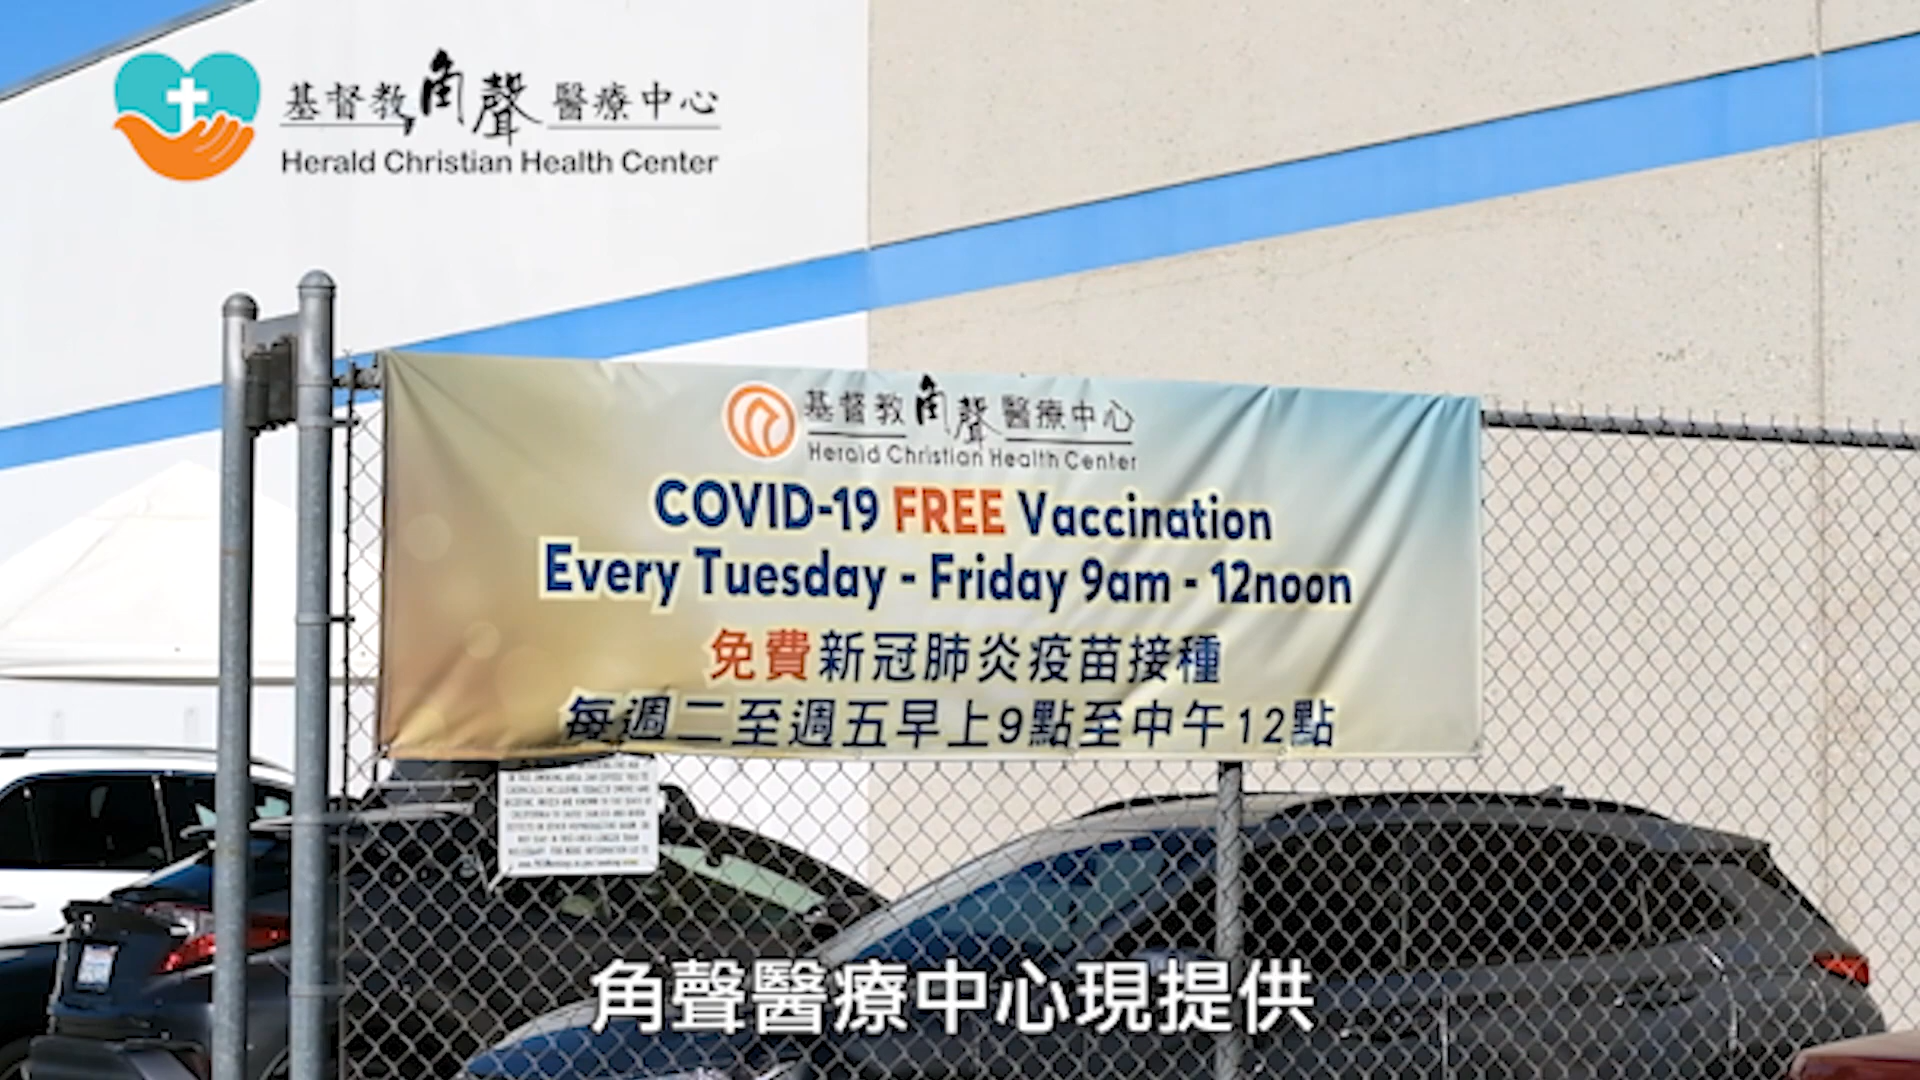 基督教角聲醫療中心
Herald Christian Health Center
基督教角聲醫療中心
Herald Christian Health Center
COVID-19 FREE Vaccination
Every Tuesday - Friday 9am - 12noon
免費新冠肺炎疫苗接種
每週二至週五早上9點至中午12點
角聲醫療中心現提供